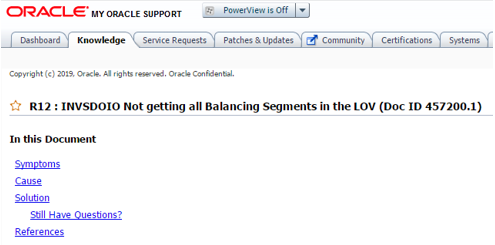 ORACLE® MY ORACLE SUPPORT PowerView is Off
Dashboard Knowledge Service Requests Patches & Updates Community Certifications Systems
Copyright (c) 2019, Oracle. All rights reserved. Oracle Confidential.
R12 : INVSDOIO Not getting all Balancing Segments in the LOV (Doc ID 457200.1)
In this Document
Symptoms
Cause
Solution
Still Have Questions?
References